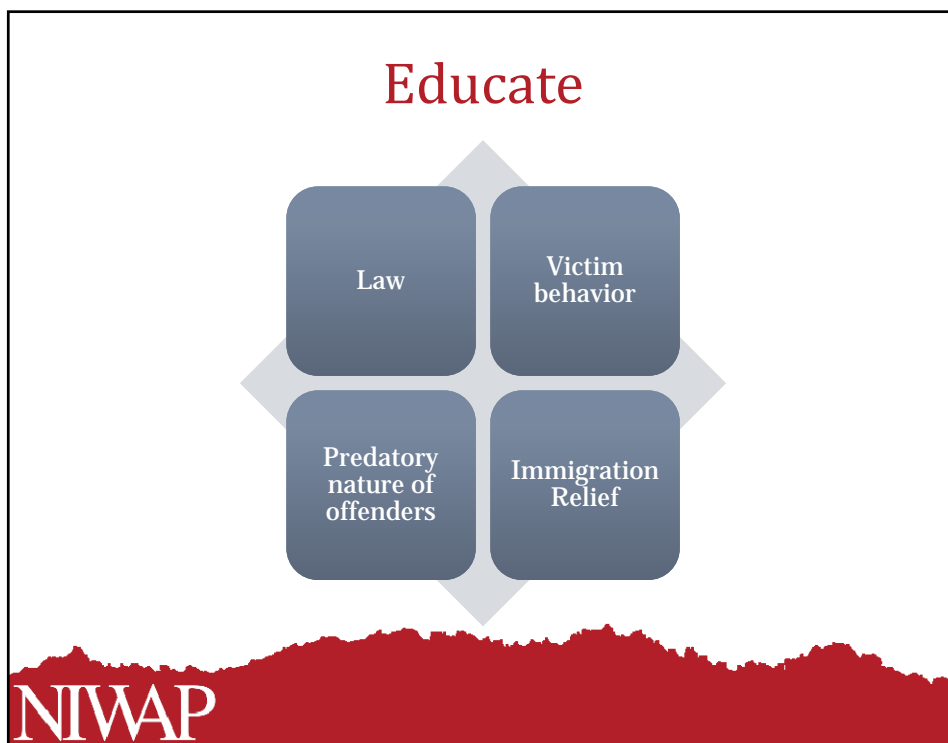 Educate
Law
Victim
behavior
Predatory
nature of
offenders
Immigration
Relief
NIWAP